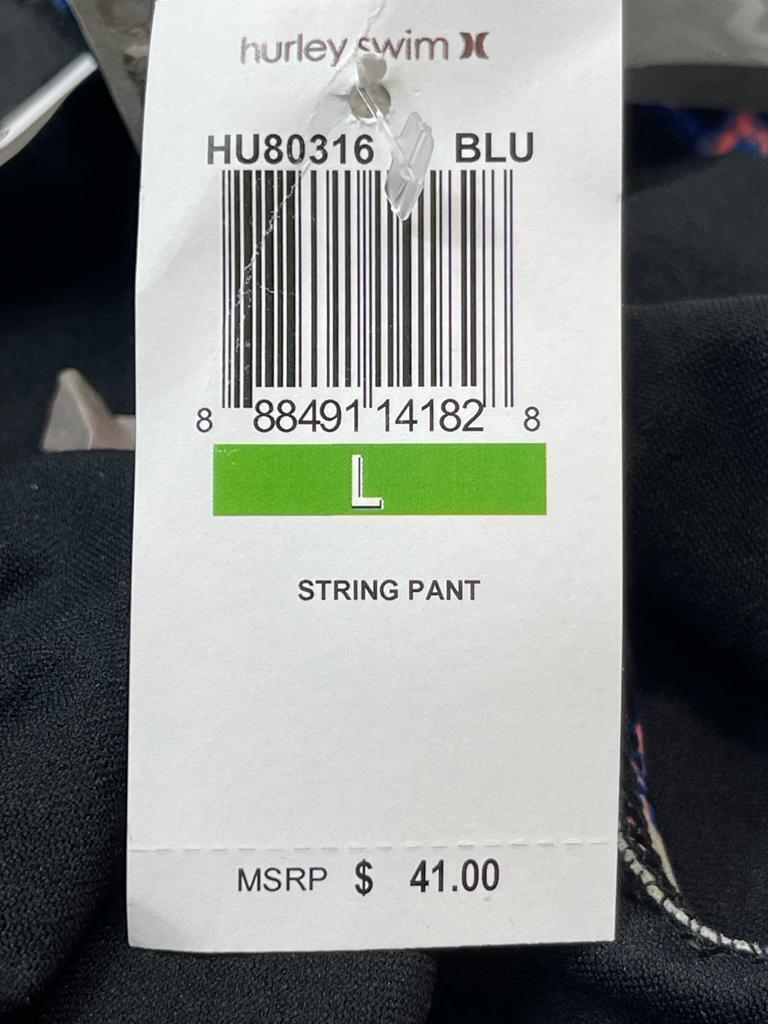 hurley swim
HU80316 BLU
8 88491 14182 8
L
STRING PANT
MSRP $ 41.00